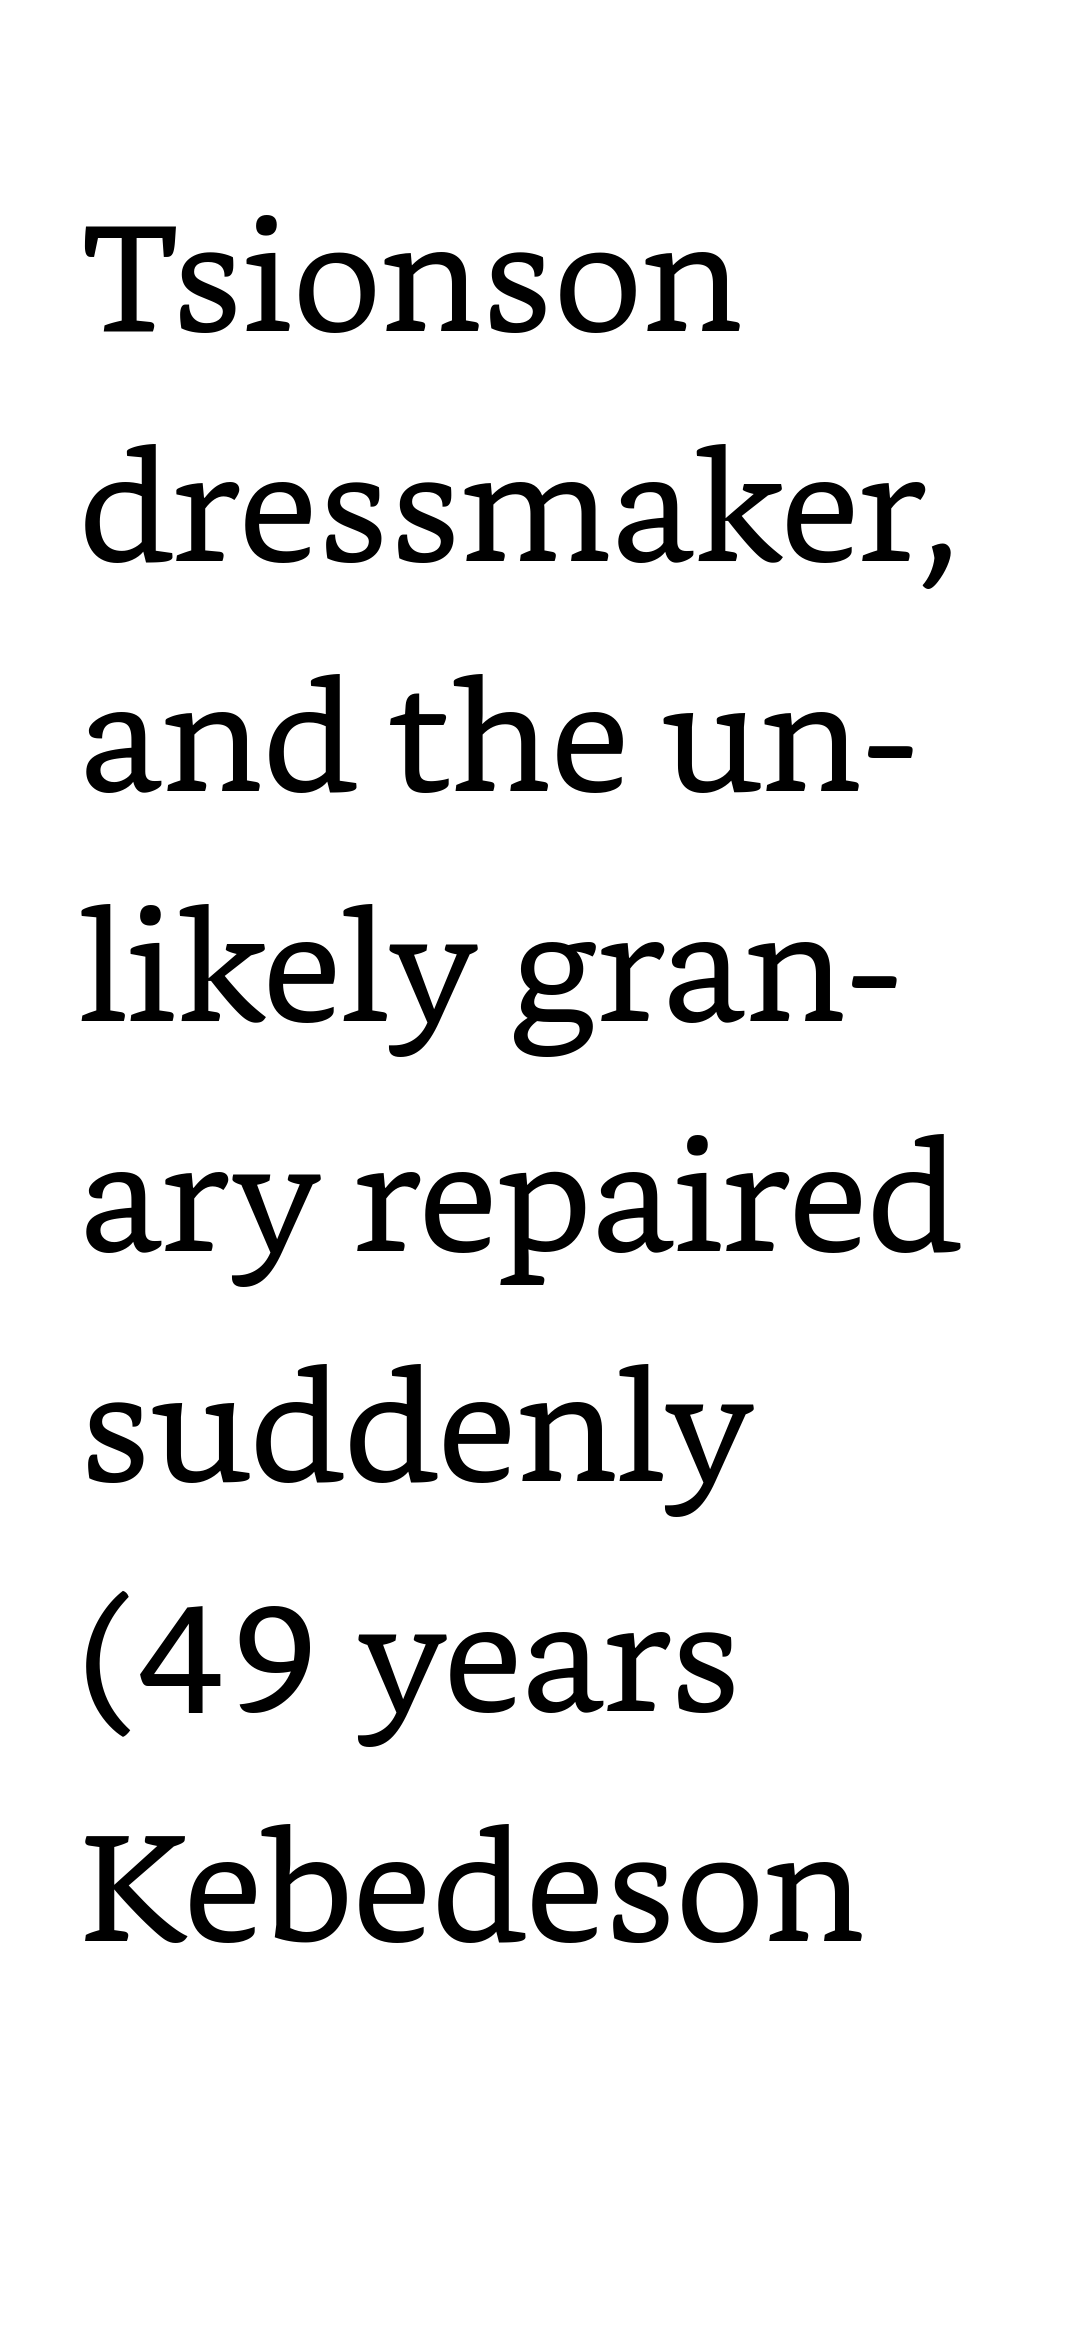 Tsionson
dressmaker,
and the un-
likely gran-
ary repaired
suddenly
(49 years
Kebedeson